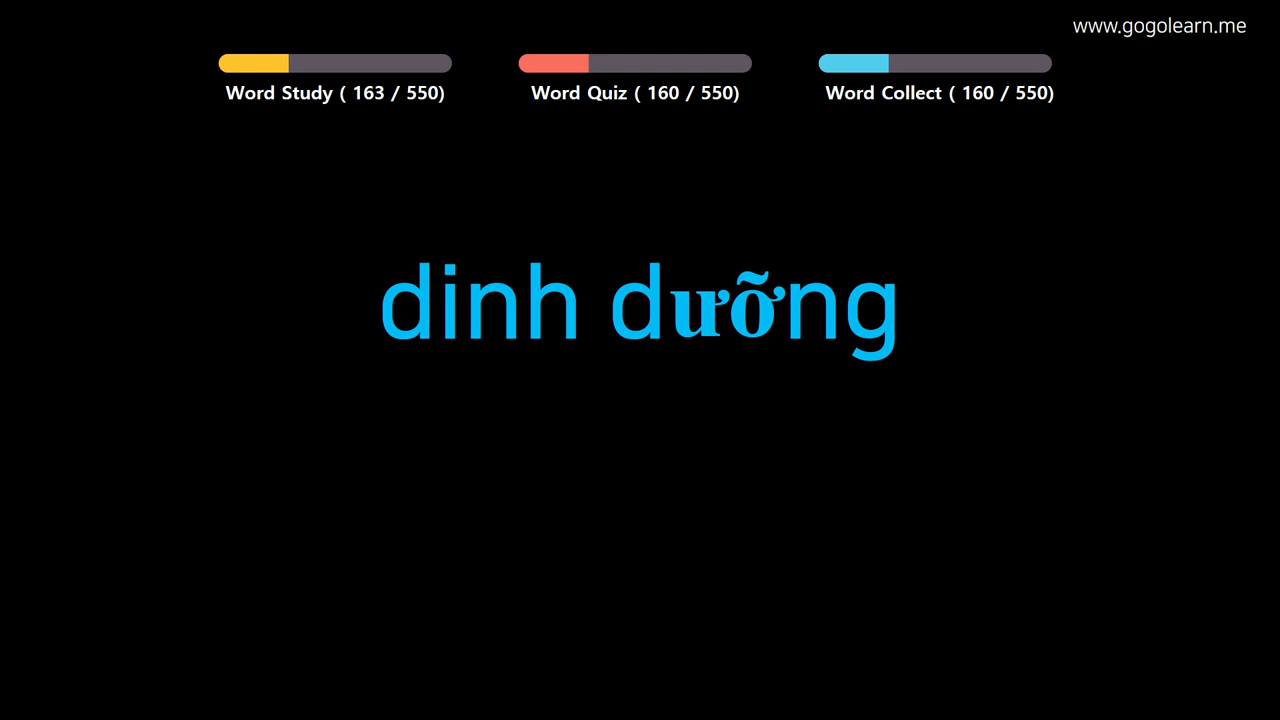 www.gogolearn.me
Word Study ( 163 / 550)
Word Quiz ( 160 / 550)
Word Collect ( 160 / 550)
dinh dưỡng